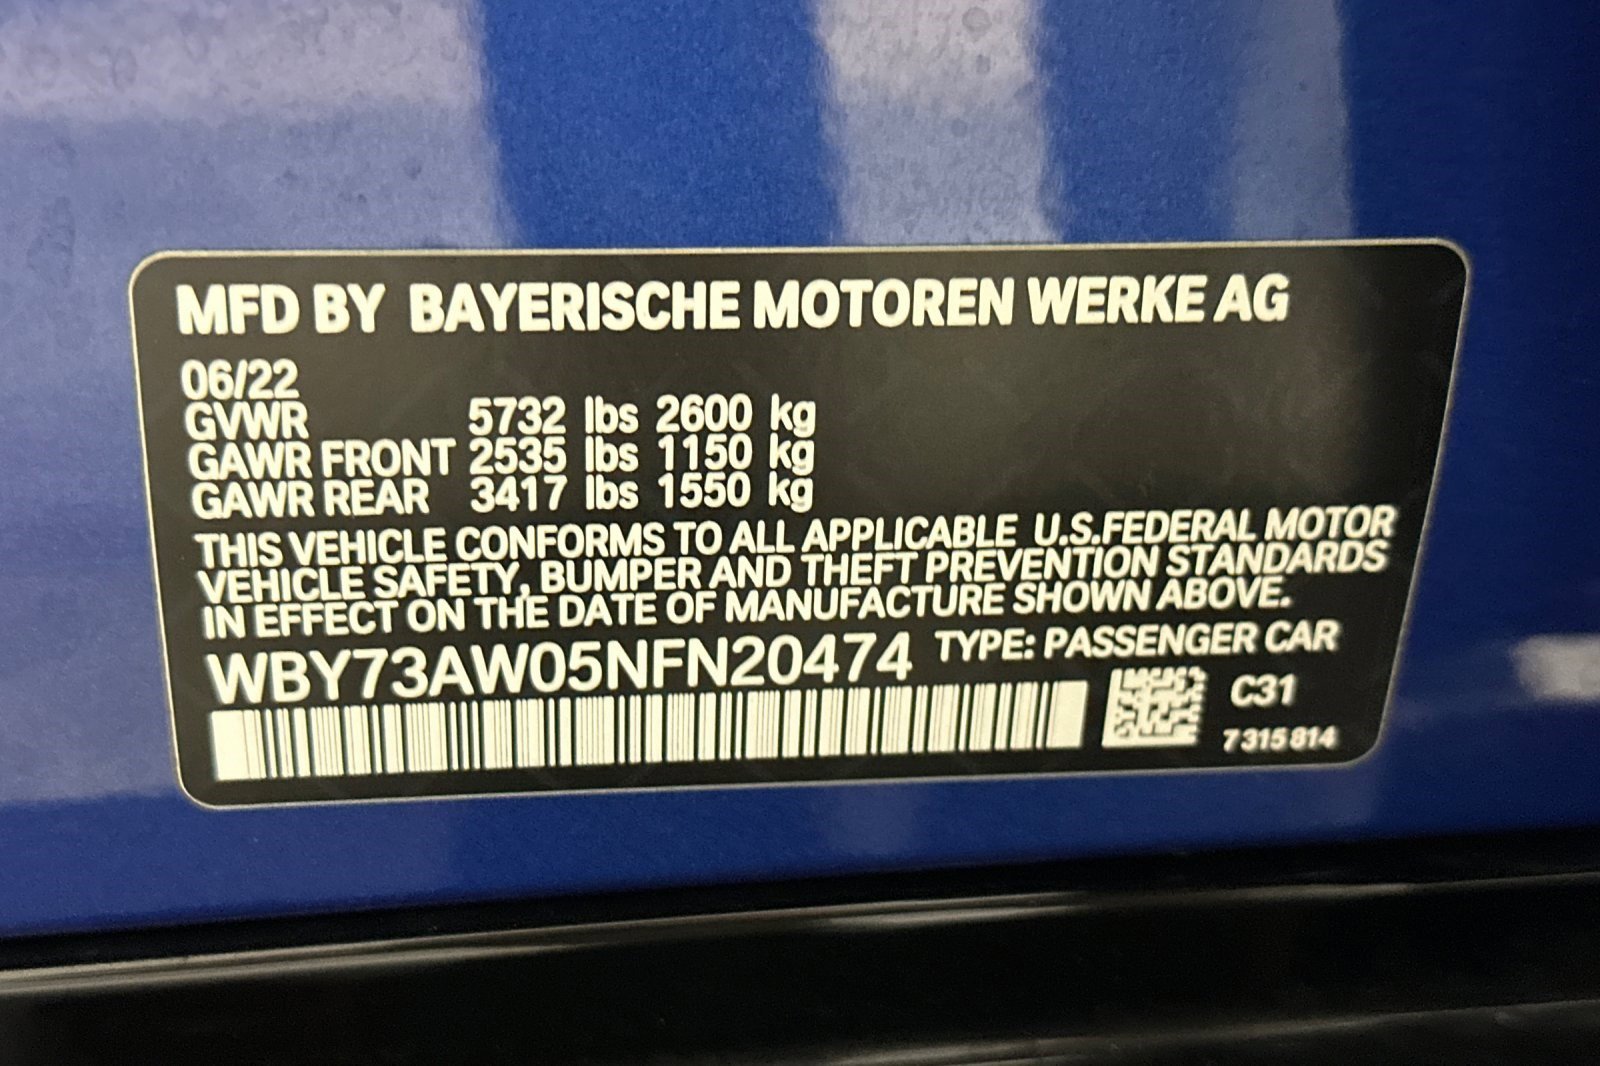 MFD BY BAYERISCHE MOTOREN WERKE AG
06/22
GVWR 5732 lbs 2600 kg
GAWR FRONT 2535 lbs 1150 kg
GAWR REAR 3417 lbs 1550 kg
THIS VEHICLE CONFORMS TO ALL APPLICABLE U.S.FEDERAL MOTOR
VEHICLE SAFETY, BUMPER AND THEFT PREVENTION STANDARDS
IN EFFECT ON THE DATE OF MANUFACTURE SHOWN ABOVE.
WBY73AW05NFN20474 TYPE: PASSENGER CAR
C31
7 315 814